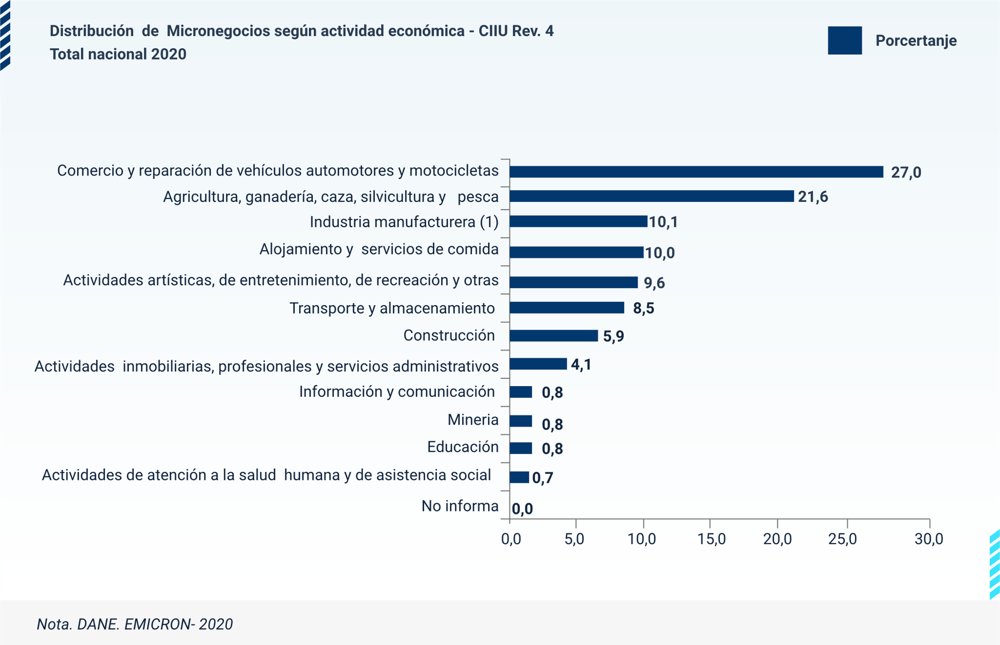 Distribución de Micronegocios según actividad económica - CIIU Rev. 4
Total nacional 2020
Porcertanje
Comercio y reparación de vehículos automotores y motocicletas 27,0
Agricultura, ganadería, caza, silvicultura y pesca 21,6
Industria manufacturera (1) 10,1
Alojamiento y servicios de comida 10,0
Actividades artísticas, de entretenimiento, de recreación y otras 9,6
Transporte y almacenamiento 8,5
Construcción 5,9
Actividades inmobiliarias, profesionales y servicios administrativos 4,1
Información y comunicación 0,8
Mineria 0,8
Educación 0,8
Actividades de atención a la salud humana y de asistencia social 0,7
No informa 0,0
0,0 5,0 10,0 15,0 20,0 25,0 30,0
Nota. DANE. EMICRON- 2020